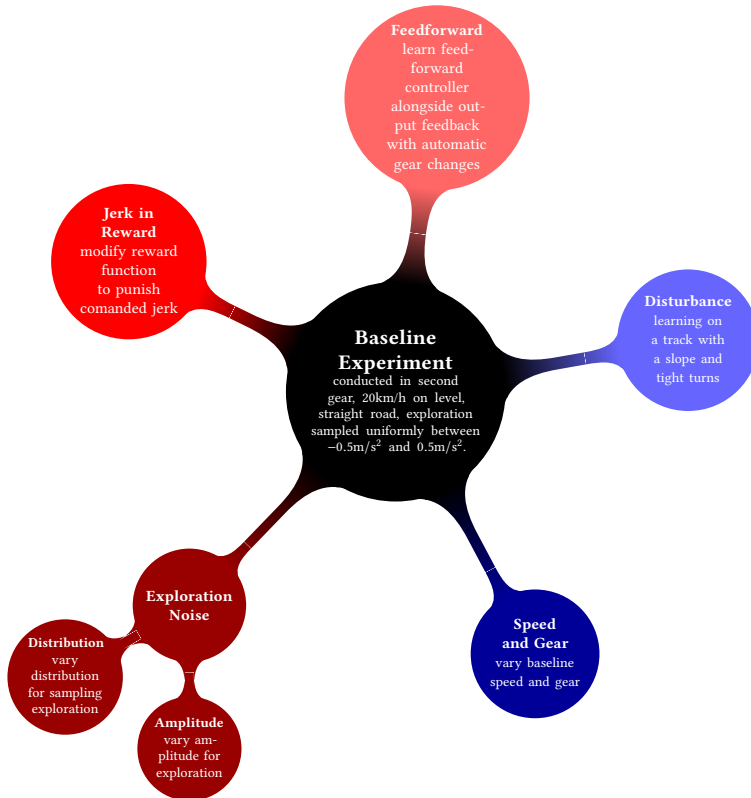 Feedforward
learn feed-
forward
controller
alongside out-
put feedback
with automatic
gear changes
Jerk in
Reward
modify reward
function
to punish
comanded jerk
Disturbance
learning on
a track with
a slope and
tight turns
Baseline
Experiment
conducted in second
gear, 20km/h on level,
straight road, exploration
sampled uniformly between
−0.5m/s² and 0.5m/s².
Exploration
Noise
Speed
and Gear
vary baseline
speed and gear
Distribution
vary
distribution
for sampling
exploration
Amplitude
vary am-
plitude for
exploration